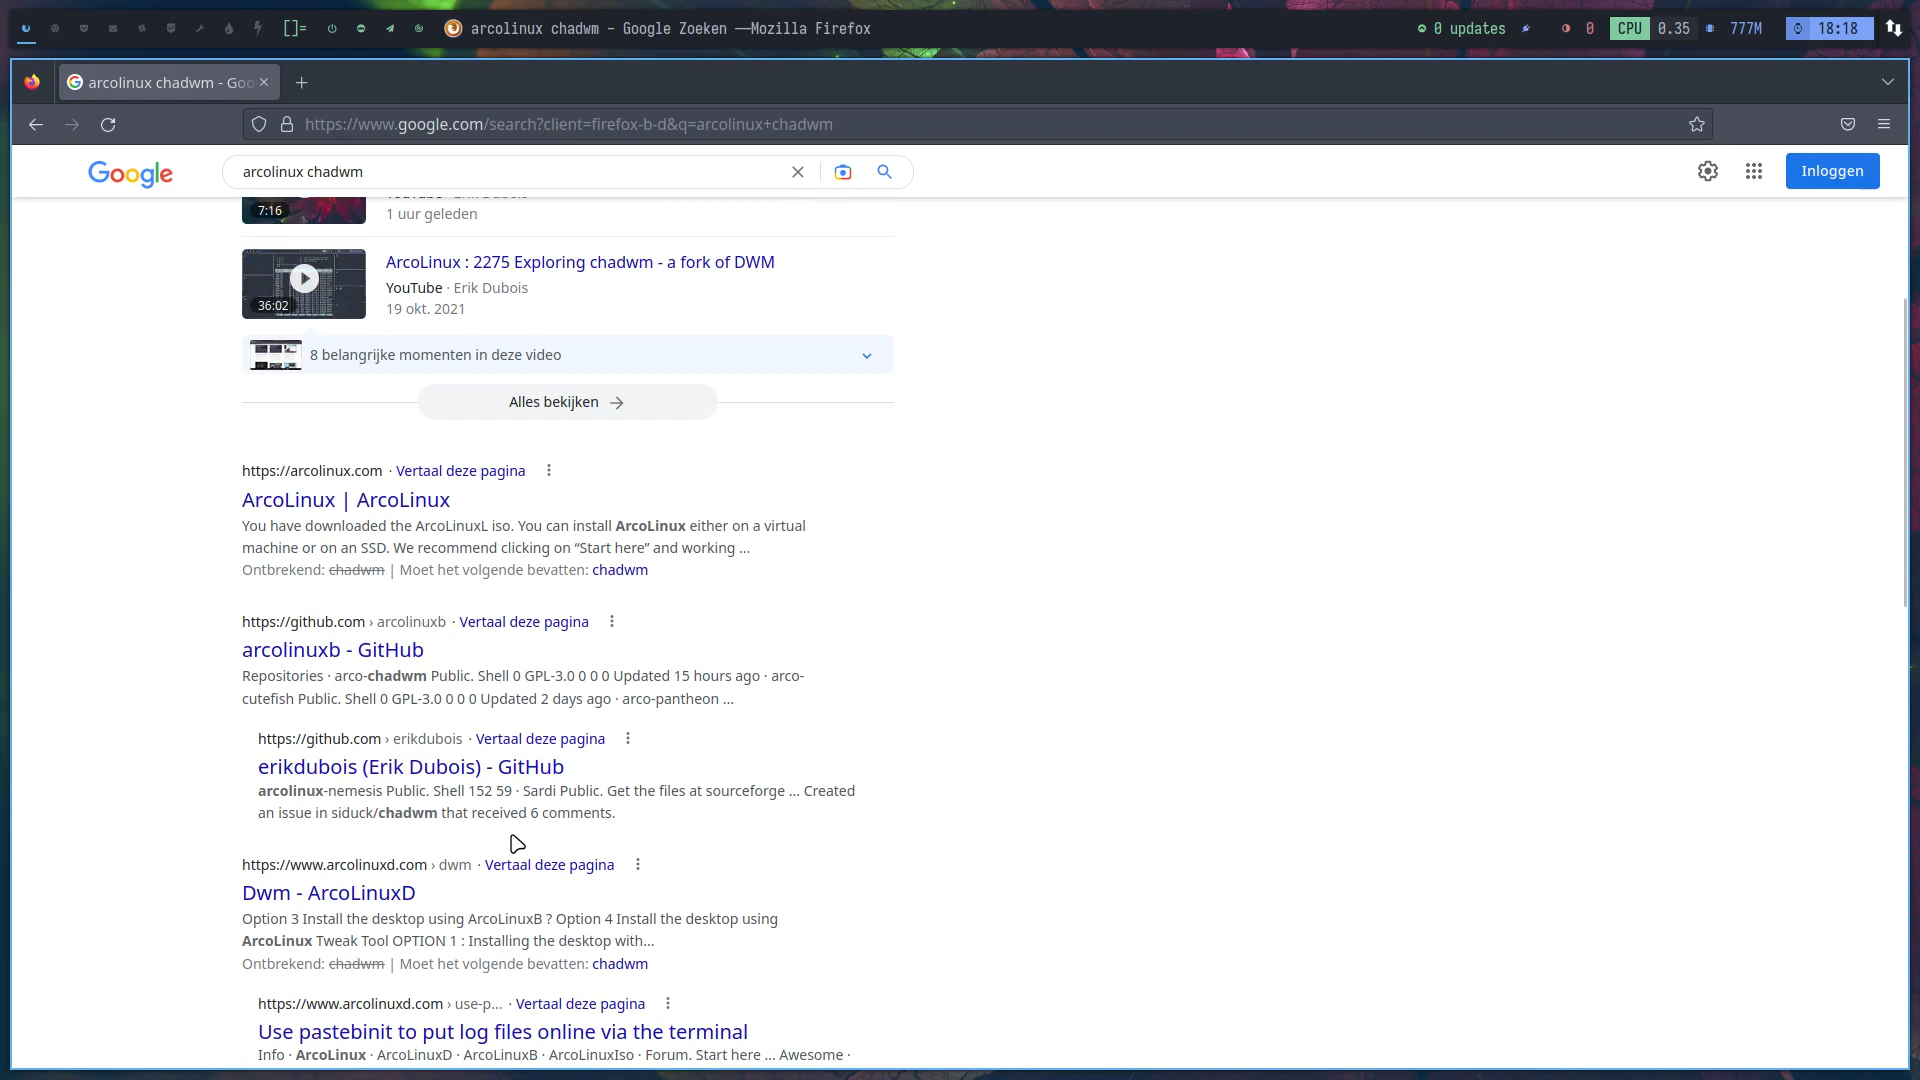 []= arcolinux chadwm – Google Zoeken —Mozilla Firefox 0 updates 0 CPU 0.35 777M 18:18
arcolinux chadwm - Goo
https://www.google.com/search?client=firefox-b-d&q=arcolinux+chadwm
Google arcolinux chadwm Inloggen
7:16
YouTube · Erik Dubois
1 uur geleden
ArcoLinux : 2275 Exploring chadwm - a fork of DWM
YouTube · Erik Dubois
36:02
19 okt. 2021
8 belangrijke momenten in deze video
Alles bekijken
https://arcolinux.com · Vertaal deze pagina
ArcoLinux | ArcoLinux
You have downloaded the ArcoLinuxL iso. You can install ArcoLinux either on a virtual
machine or on an SSD. We recommend clicking on “Start here” and working ...
Ontbrekend: chadwm | Moet het volgende bevatten: chadwm
https://github.com › arcolinuxb · Vertaal deze pagina
arcolinuxb - GitHub
Repositories · arco-chadwm Public. Shell 0 GPL-3.0 0 0 0 Updated 15 hours ago · arco-
cutefish Public. Shell 0 GPL-3.0 0 0 0 Updated 2 days ago · arco-pantheon ...
https://github.com › erikdubois · Vertaal deze pagina
erikdubois (Erik Dubois) - GitHub
arcolinux-nemesis Public. Shell 152 59 · Sardi Public. Get the files at sourceforge ... Created
an issue in siduck/chadwm that received 6 comments.
https://www.arcolinuxd.com › dwm · Vertaal deze pagina
Dwm - ArcoLinuxD
Option 3 Install the desktop using ArcoLinuxB ? Option 4 Install the desktop using
ArcoLinux Tweak Tool OPTION 1 : Installing the desktop with...
Ontbrekend: chadwm | Moet het volgende bevatten: chadwm
https://www.arcolinuxd.com › use-p... · Vertaal deze pagina
Use pastebinit to put log files online via the terminal
Info · ArcoLinux · ArcoLinuxD · ArcoLinuxB · ArcoLinuxIso · Forum. Start here ... Awesome ·